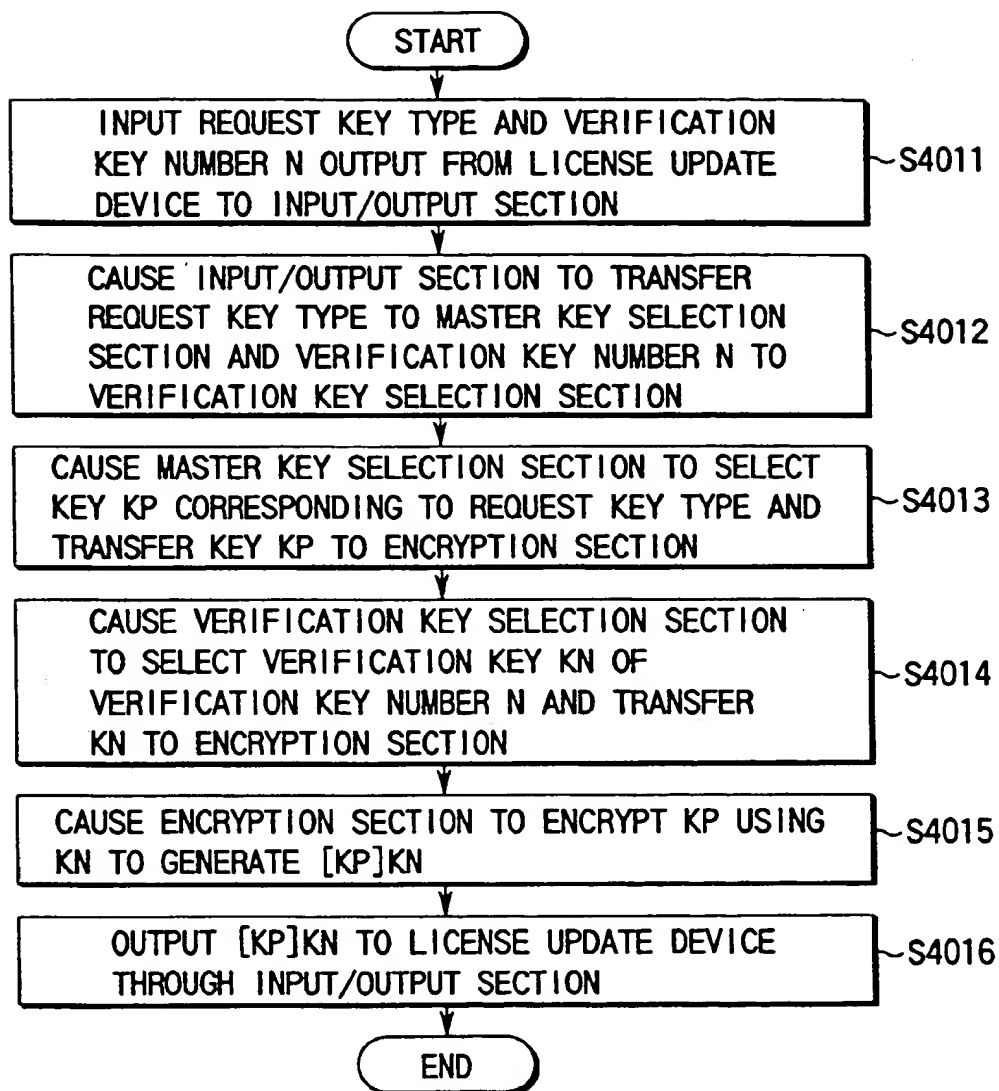 START
INPUT REQUEST KEY TYPE AND VERIFICATION
KEY NUMBER N OUTPUT FROM LICENSE UPDATE
DEVICE TO INPUT/OUTPUT SECTION
S4011
CAUSE INPUT/OUTPUT SECTION TO TRANSFER
REQUEST KEY TYPE TO MASTER KEY SELECTION
SECTION AND VERIFICATION KEY NUMBER N TO
VERIFICATION KEY SELECTION SECTION
S4012
CAUSE MASTER KEY SELECTION SECTION TO SELECT
KEY KP CORRESPONDING TO REQUEST KEY TYPE AND
TRANSFER KEY KP TO ENCRYPTION SECTION
S4013
CAUSE VERIFICATION KEY SELECTION SECTION
TO SELECT VERIFICATION KEY KN OF
VERIFICATION KEY NUMBER N AND TRANSFER
KN TO ENCRYPTION SECTION
S4014
CAUSE ENCRYPTION SECTION TO ENCRYPT KP USING
KN TO GENERATE [KP]KN
S4015
OUTPUT [KP]KN TO LICENSE UPDATE DEVICE
THROUGH INPUT/OUTPUT SECTION
S4016
END